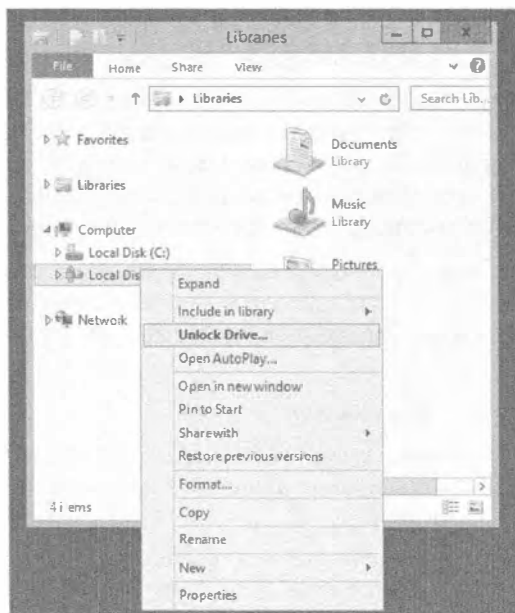 Libraries
File Home Share View
Libraries
Search Lib...
Favorites
Libraries
Computer
Local Disk (C:)
Local Dis
Network
Documents
Library
Music
Library
Pictures
Expand
Include in library
Unlock Drive...
Open AutoPlay...
Open in new window
Pin to Start
Share with
Restore previous versions
Format...
Copy
Rename
New
Properties
4 i ems